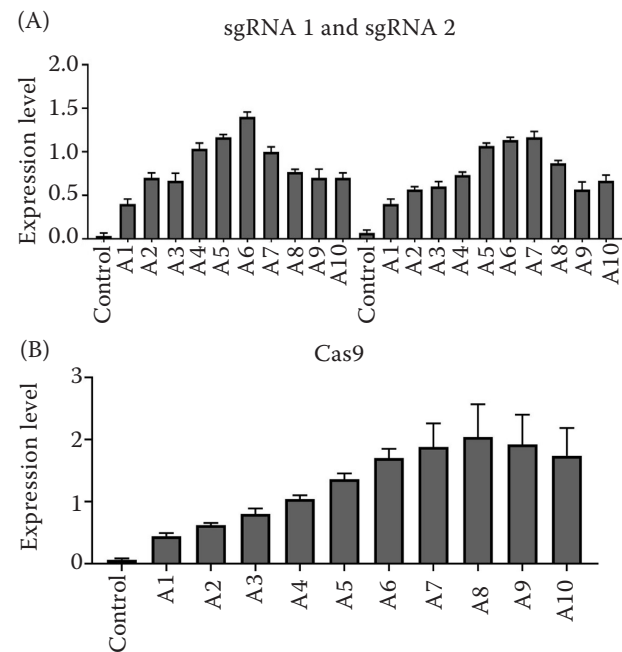 (A)
sgRNA 1 and sgRNA 2
Expression level
2.0
1.5
1.0
0.5
0.0
Control A1 A2 A3 A4 A5 A6 A7 A8 A9 A10 Control A1 A2 A3 A4 A5 A6 A7 A8 A9 A10
(B)
Cas9
Expression level
3
2
1
0
Control A1 A2 A3 A4 A5 A6 A7 A8 A9 A10